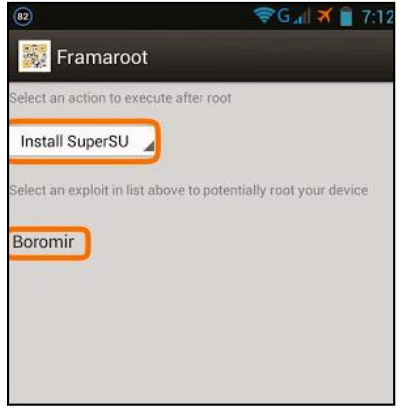 82 G 7:12
Framaroot
Select an action to execute after root
Install SuperSU
Select an exploit in list above to potentially root your device
Boromir